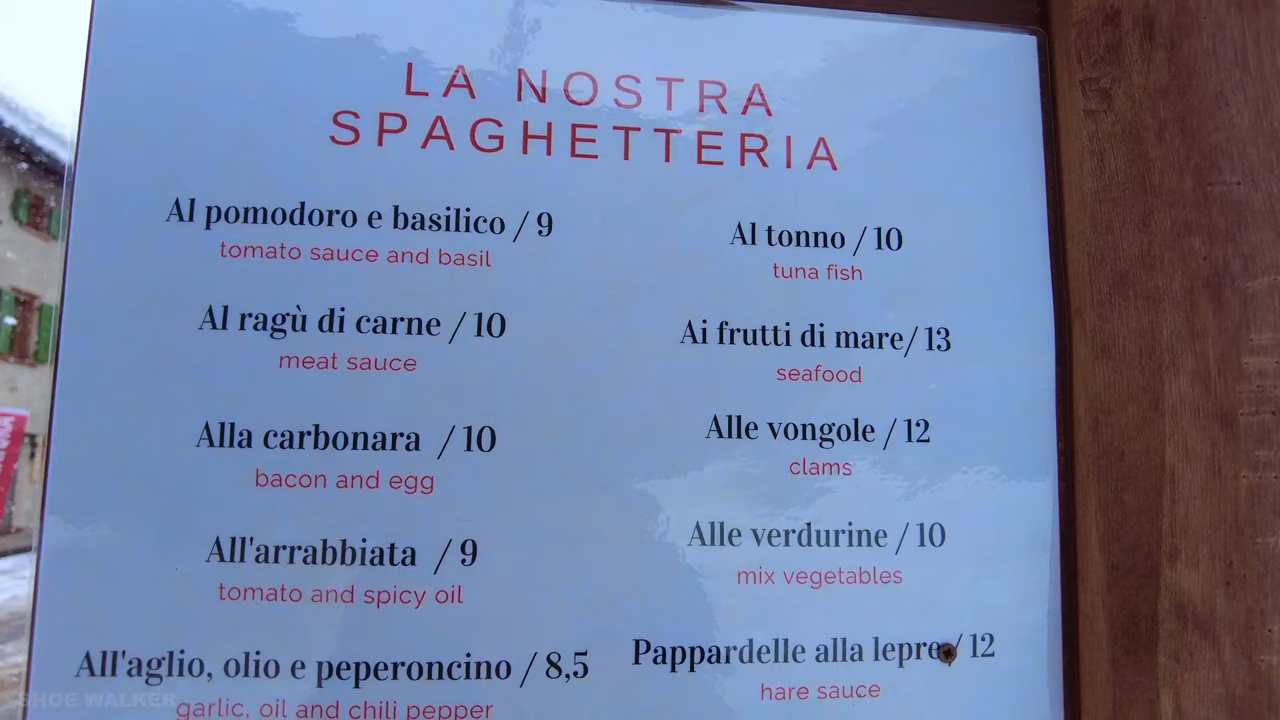 LA NOSTRA
SPAGHETTERIA
Al pomodoro e basilico / 9
tomato sauce and basil
Al ragù di carne / 10
meat sauce
Alla carbonara / 10
bacon and egg
All'arrabbiata / 9
tomato and spicy oil
All'aglio, olio e peperoncino / 8,5
garlic, oil and chili pepper
Al tonno / 10
tuna fish
Ai frutti di mare/ 13
seafood
Alle vongole / 12
clams
Alle verdurine / 10
mix vegetables
Pappardelle alla lepre / 12
hare sauce
SHOE WALKER